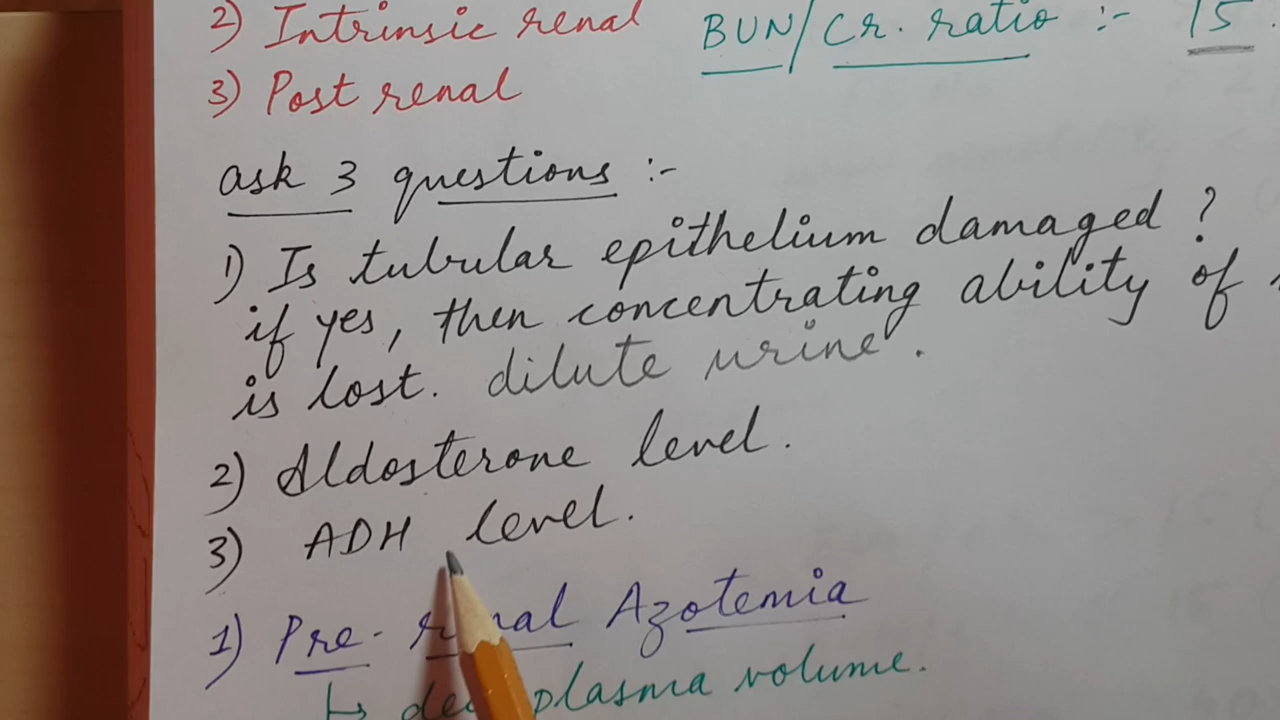 2) Intrinsic renal BUN/Cr. ratio :- 15
3) Post renal
ask 3 questions :-
1) Is tubular epithelium damaged?
if yes, then concentrating ability of
is lost. dilute urine.
2) Aldosterone level.
3) ADH level.
1) Pre-renal Azotemia
↳ plasma volume.